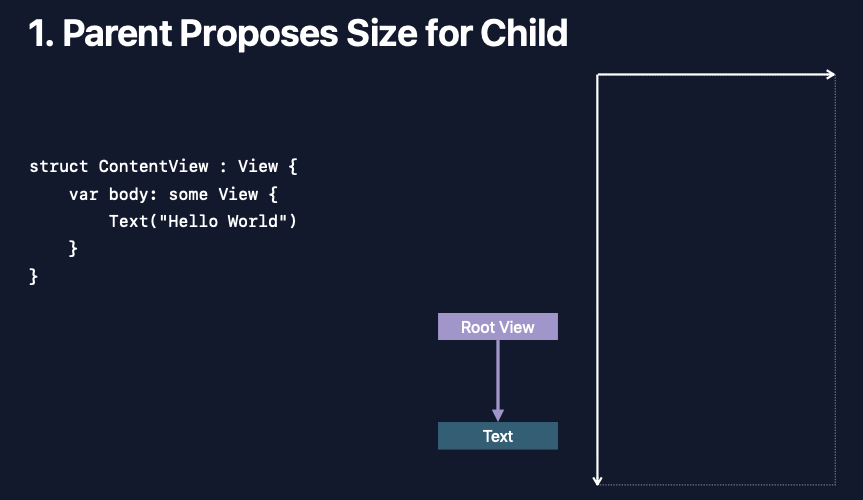 1. Parent Proposes Size for Child
struct ContentView : View {
    var body: some View {
        Text("Hello World")
    }
}
Root View
Text